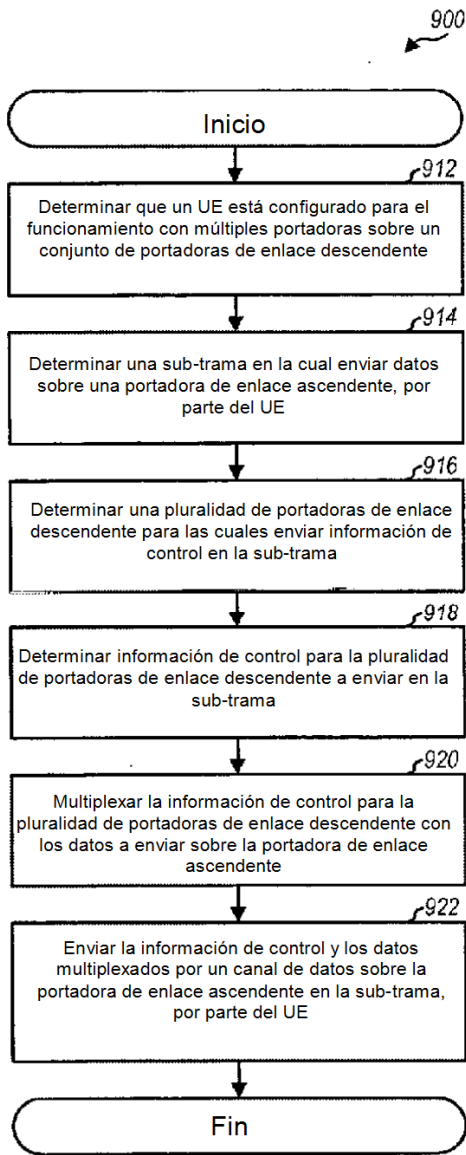 900
Inicio
912
Determinar que un UE está configurado para el
funcionamiento con múltiples portadoras sobre un
conjunto de portadoras de enlace descendente
914
Determinar una sub-trama en la cual enviar datos
sobre una portadora de enlace ascendente, por
parte del UE
916
Determinar una pluralidad de portadoras de enlace
descendente para las cuales enviar información de
control en la sub-trama
918
Determinar información de control para la pluralidad
de portadoras de enlace descendente a enviar en la
sub-trama
920
Multiplexar la información de control para la
pluralidad de portadoras de enlace descendente con
los datos a enviar sobre la portadora de enlace
ascendente
922
Enviar la información de control y los datos
multiplexados por un canal de datos sobre la
portadora de enlace ascendente en la sub-trama,
por parte del UE
Fin